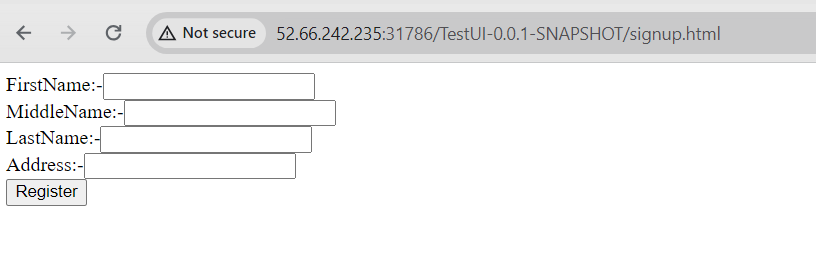 Not secure 52.66.242.235:31786/TestUI-0.0.1-SNAPSHOT/signup.html
FirstName:-
MiddleName:-
LastName:-
Address:-
Register